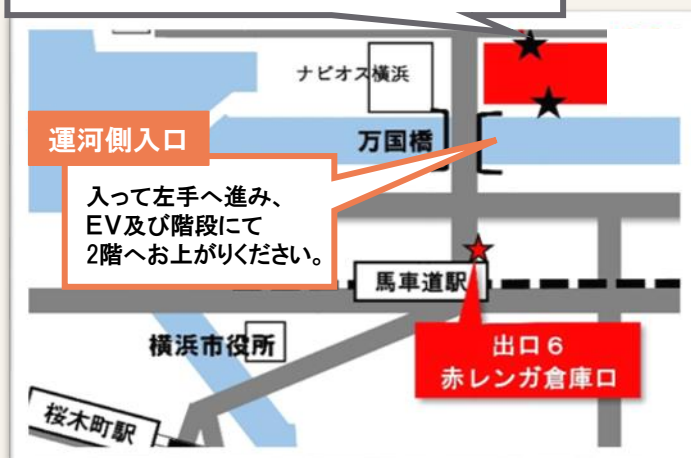 ナビオス横浜
運河側入口
万国橋
入って左手へ進み、
EV及び階段にて
2階へお上がりください。
馬車道駅
横浜市役所
出口6
赤レンガ倉庫口
桜木町駅